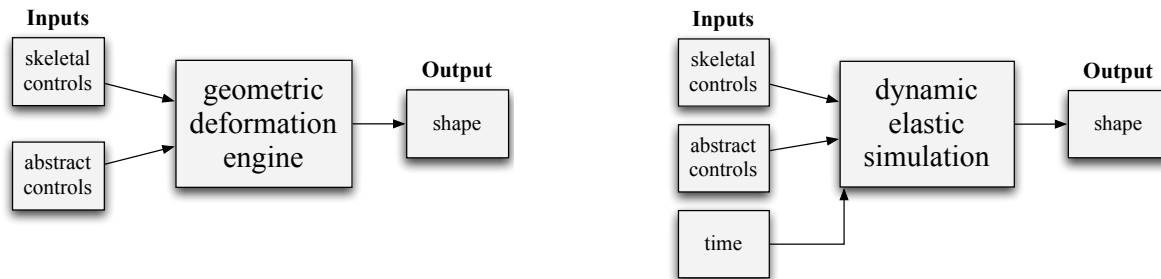 Inputs
skeletal
controls
abstract
controls
geometric
deformation
engine
Output
shape
Inputs
skeletal
controls
abstract
controls
time
dynamic
elastic
simulation
Output
shape